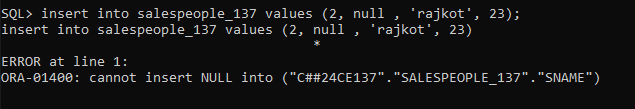 SQL> insert into salespeople_137 values (2, null , 'rajkot', 23);
insert into salespeople_137 values (2, null , 'rajkot', 23)
*
ERROR at line 1:
ORA-01400: cannot insert NULL into ("C##24CE137"."SALESPEOPLE_137"."SNAME")